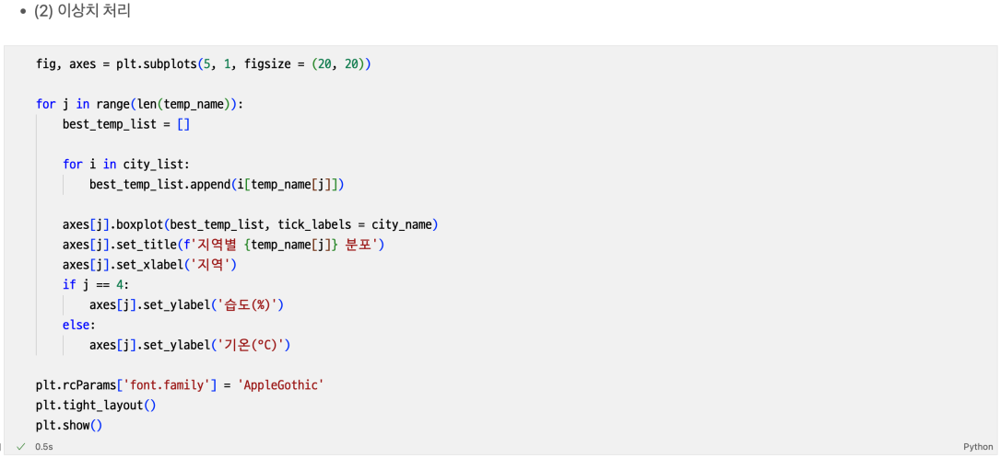 • (2) 이상치 처리
fig, axes = plt.subplots(5, 1, figsize = (20, 20))
for j in range(len(temp_name)):
    best_temp_list = []
    for i in city_list:
        best_temp_list.append(i[temp_name[j]])
    axes[j].boxplot(best_temp_list, tick_labels = city_name)
    axes[j].set_title(f'지역별 {temp_name[j]} 분포')
    axes[j].set_xlabel('지역')
    if j == 4:
        axes[j].set_ylabel('습도(%)')
    else:
        axes[j].set_ylabel('기온(°C)')
plt.rcParams['font.family'] = 'AppleGothic'
plt.tight_layout()
plt.show()
✓ 0.5s Python